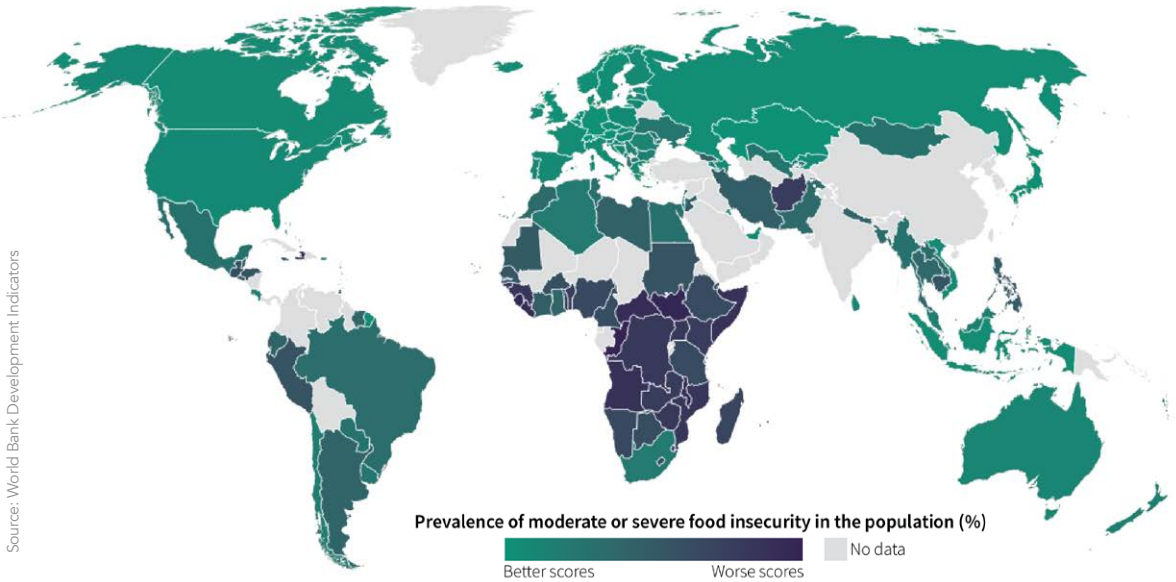 Source: World Bank Development Indicators
Prevalence of moderate or severe food insecurity in the population (%)
Better scores
Worse scores
No data